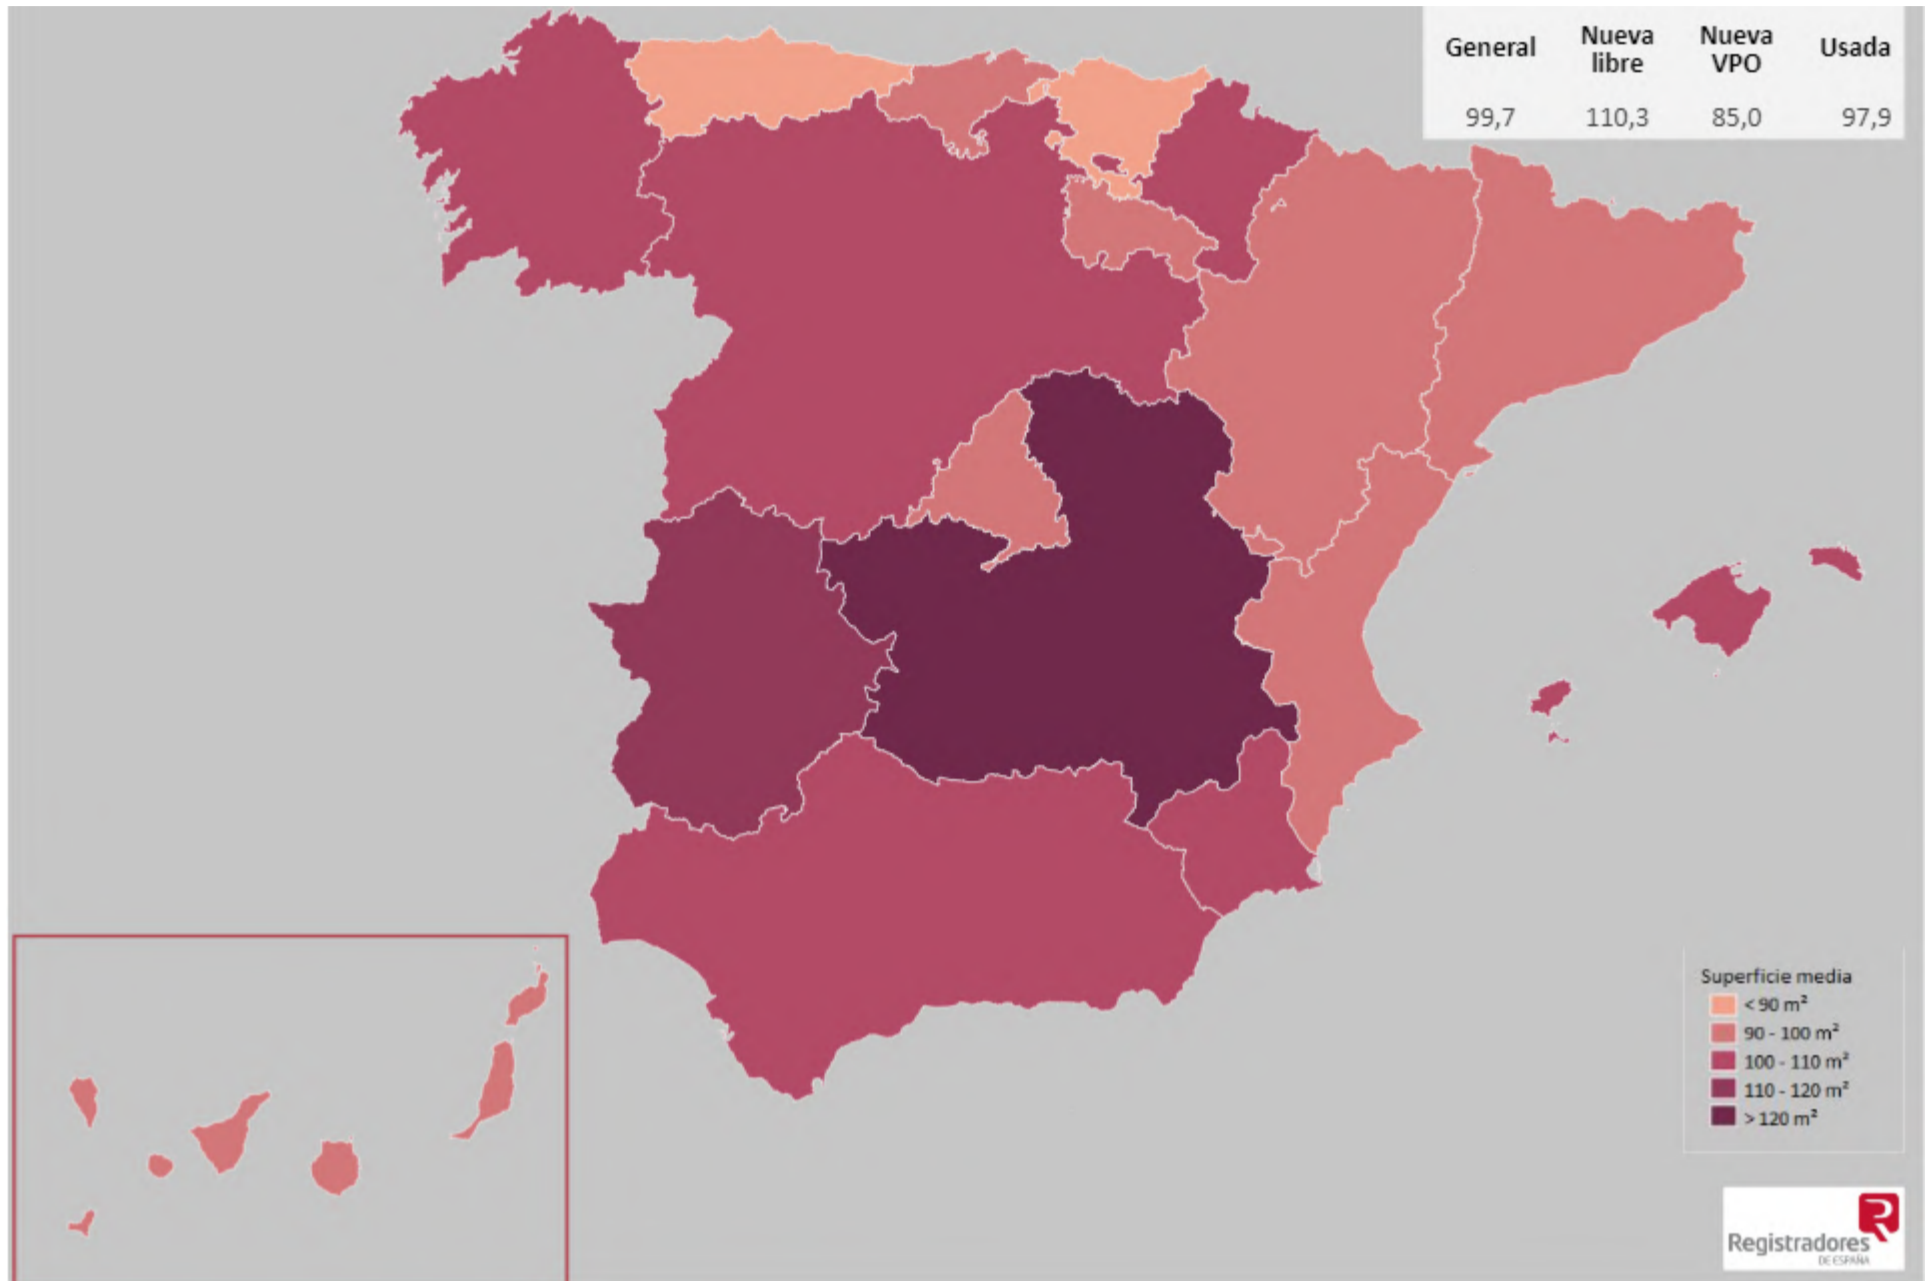 General Nueva libre Nueva VPO Usada
99,7 110,3 85,0 97,9
Superficie media
< 90 m²
90 - 100 m²
100 - 110 m²
110 - 120 m²
> 120 m²
Registradores
DE ESPAÑA